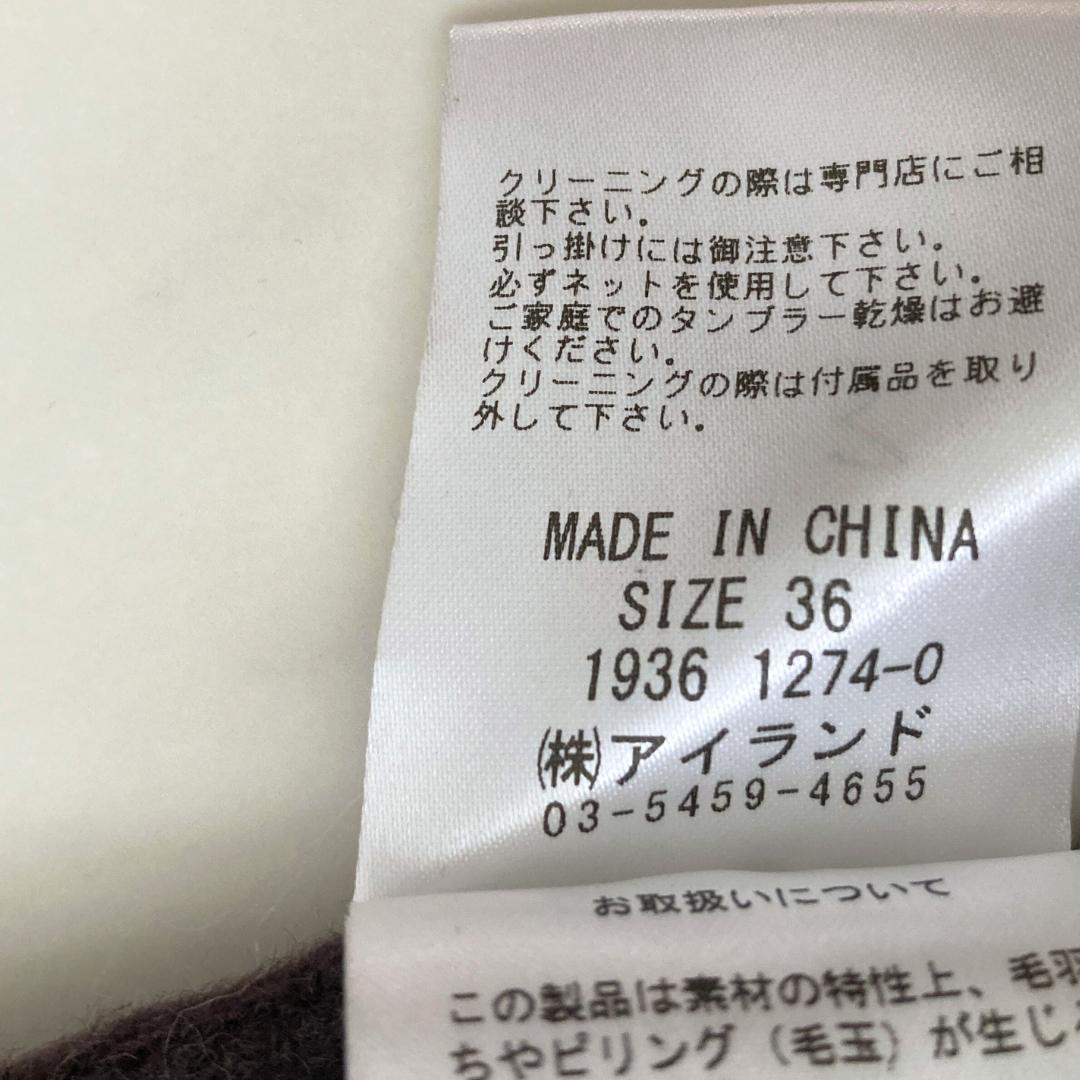 クリーニングの際は専門店にご相
談下さい。
引っ掛けには御注意下さい。
必ずネットを使用して下さい。
ご家庭でのタンブラー乾燥はお避
けください。
クリーニングの際は付属品を取り
外して下さい。
MADE IN CHINA
SIZE 36
1936 1274-0
㈱アイランド
03-5459-4655
お取扱いについて
この製品は素材の特性上、毛羽
ちやピリング（毛玉）が生じる